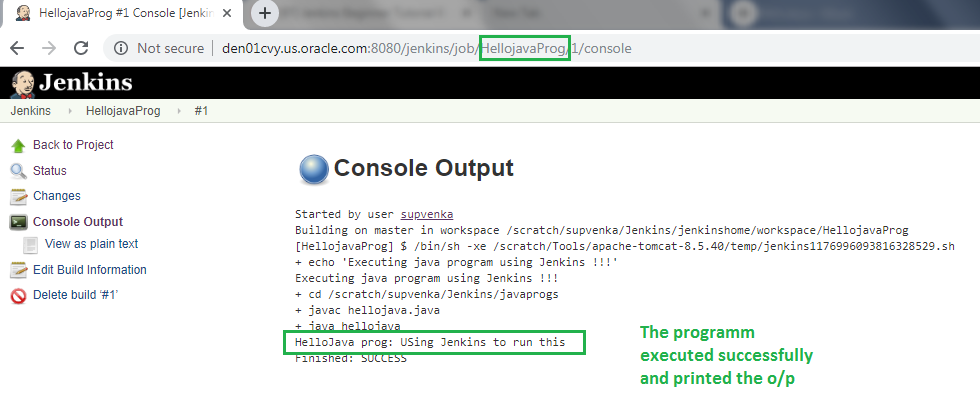 HellojavaProg #1 Console [Jenkin
Not secure den01cvy.us.oracle.com:8080/jenkins/job/HellojavaProg/1/console
Jenkins
Jenkins HellojavaProg #1
Back to Project
Status
Changes
Console Output
View as plain text
Edit Build Information
Delete build ‘#1’
Console Output
Started by user supvenka
Building on master in workspace /scratch/supvenka/Jenkins/jenkinshome/workspace/HellojavaProg
[HellojavaProg] $ /bin/sh -xe /scratch/Tools/apache-tomcat-8.5.40/temp/jenkins1176996093816328529.sh
+ echo 'Executing java program using Jenkins !!!'
Executing java program using Jenkins !!!
+ cd /scratch/supvenka/Jenkins/javaprogs
+ javac hellojava.java
+ java hellojava
HelloJava prog: USing Jenkins to run this
Finished: SUCCESS
The programm
executed successfully
and printed the o/p